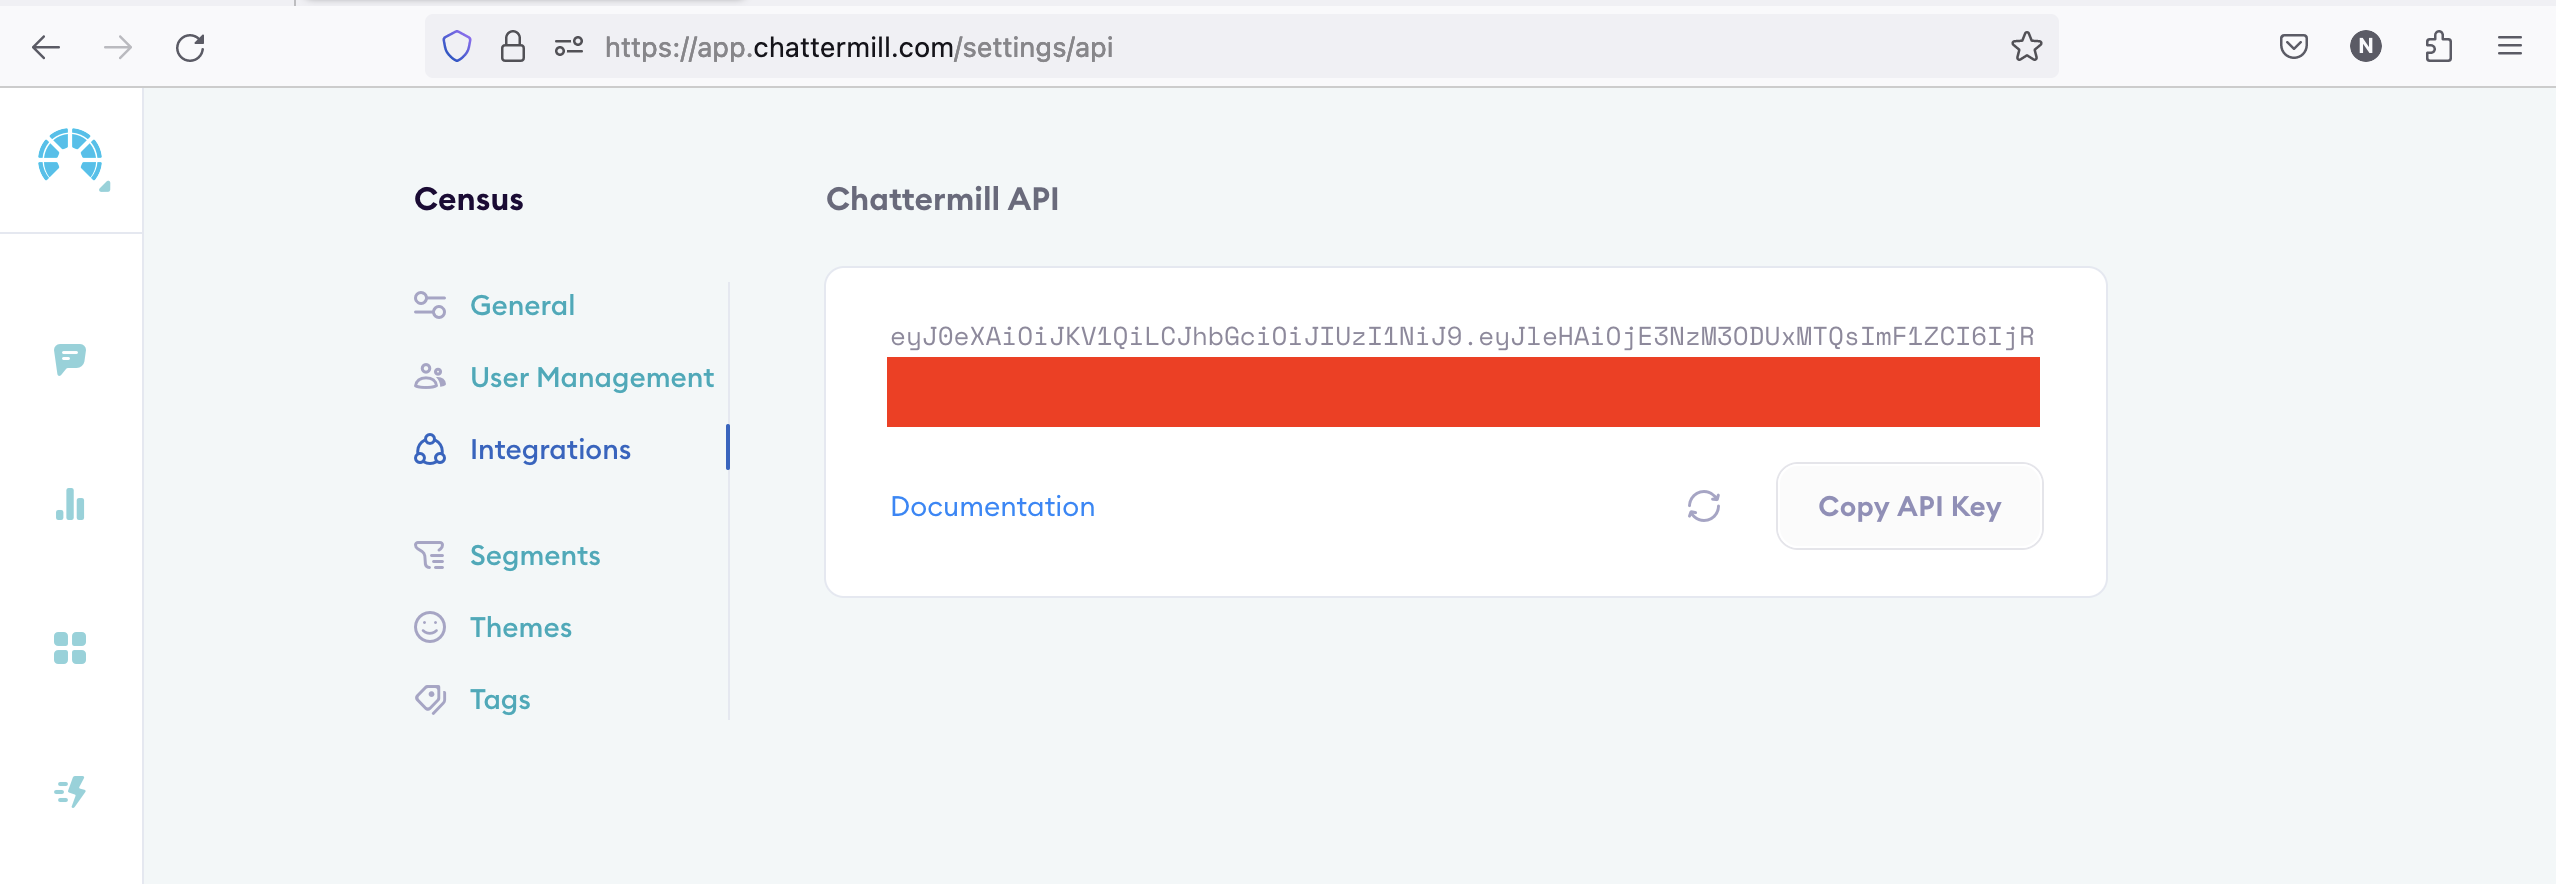 https://app.chattermill.com/settings/api
N
Census
Chattermill API
General
User Management
Integrations
Segments
Themes
Tags
eyJ0eXAiOiJKV1QiLCJhbGciOiJIUzI1NiJ9.eyJleHAiOjE3NzM3ODUxMTQsImF1ZCI6IjR
Documentation
Copy API Key